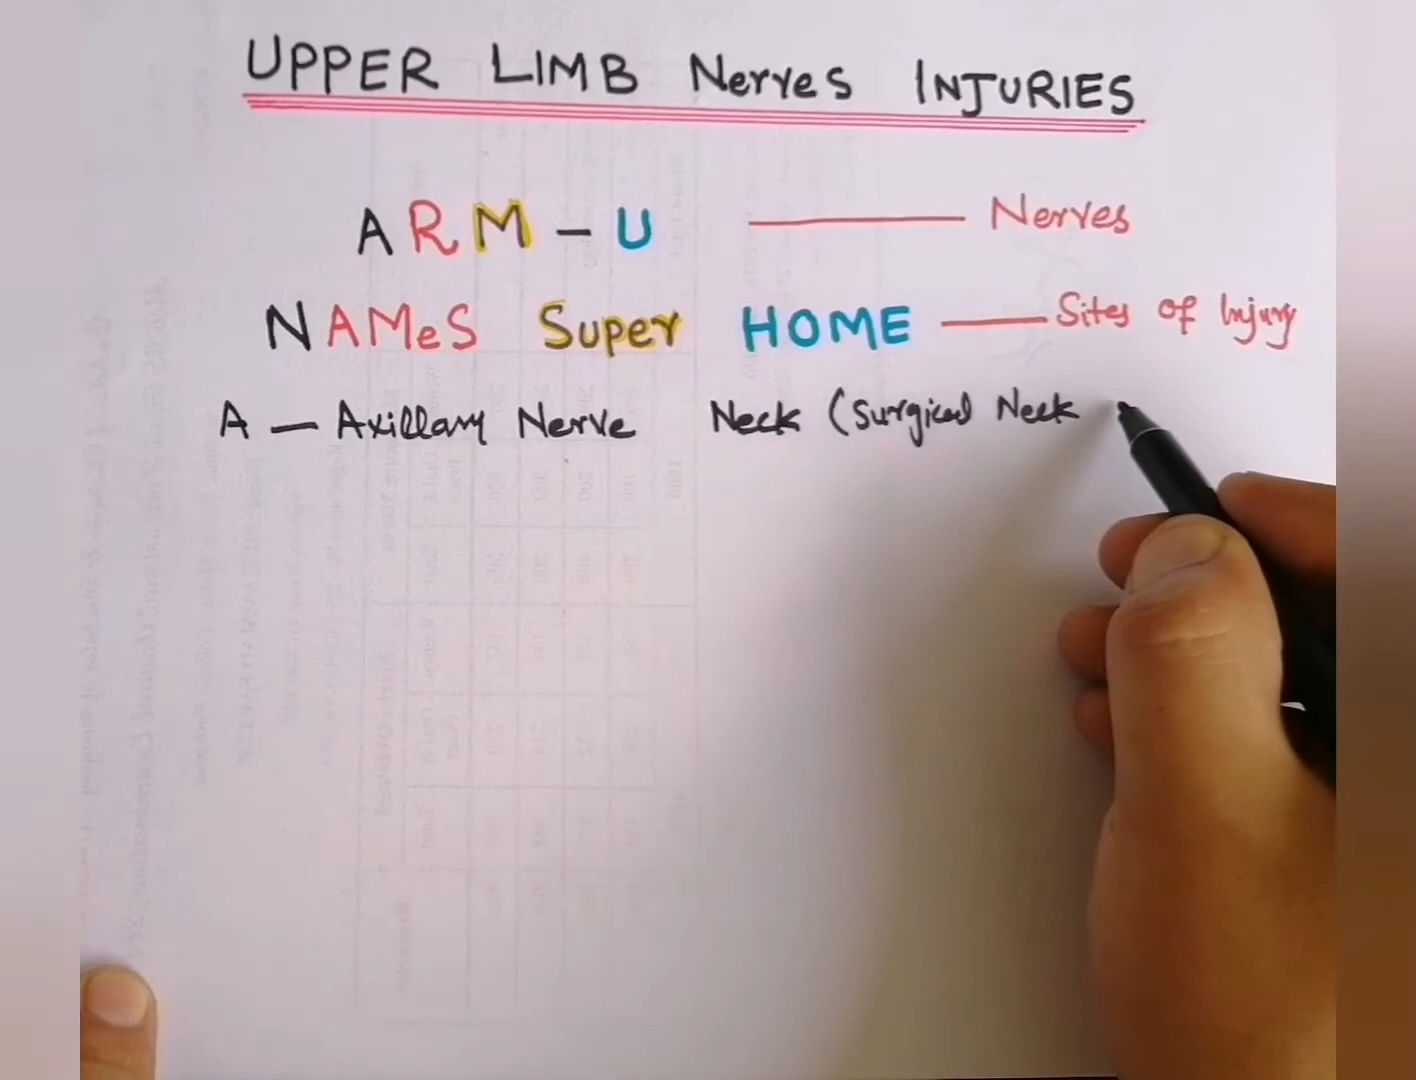 UPPER LIMB Nerves INJURIES
ARM - U — Nerves
NAMeS Super HOME — Sites of Injury
A — Axillary Nerve Neck (Surgical Neck